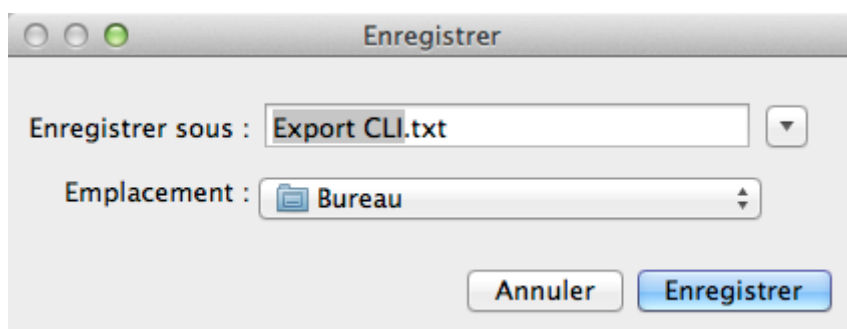 Enregistrer
Enregistrer sous : Export CLI.txt
Emplacement : Bureau
Annuler Enregistrer